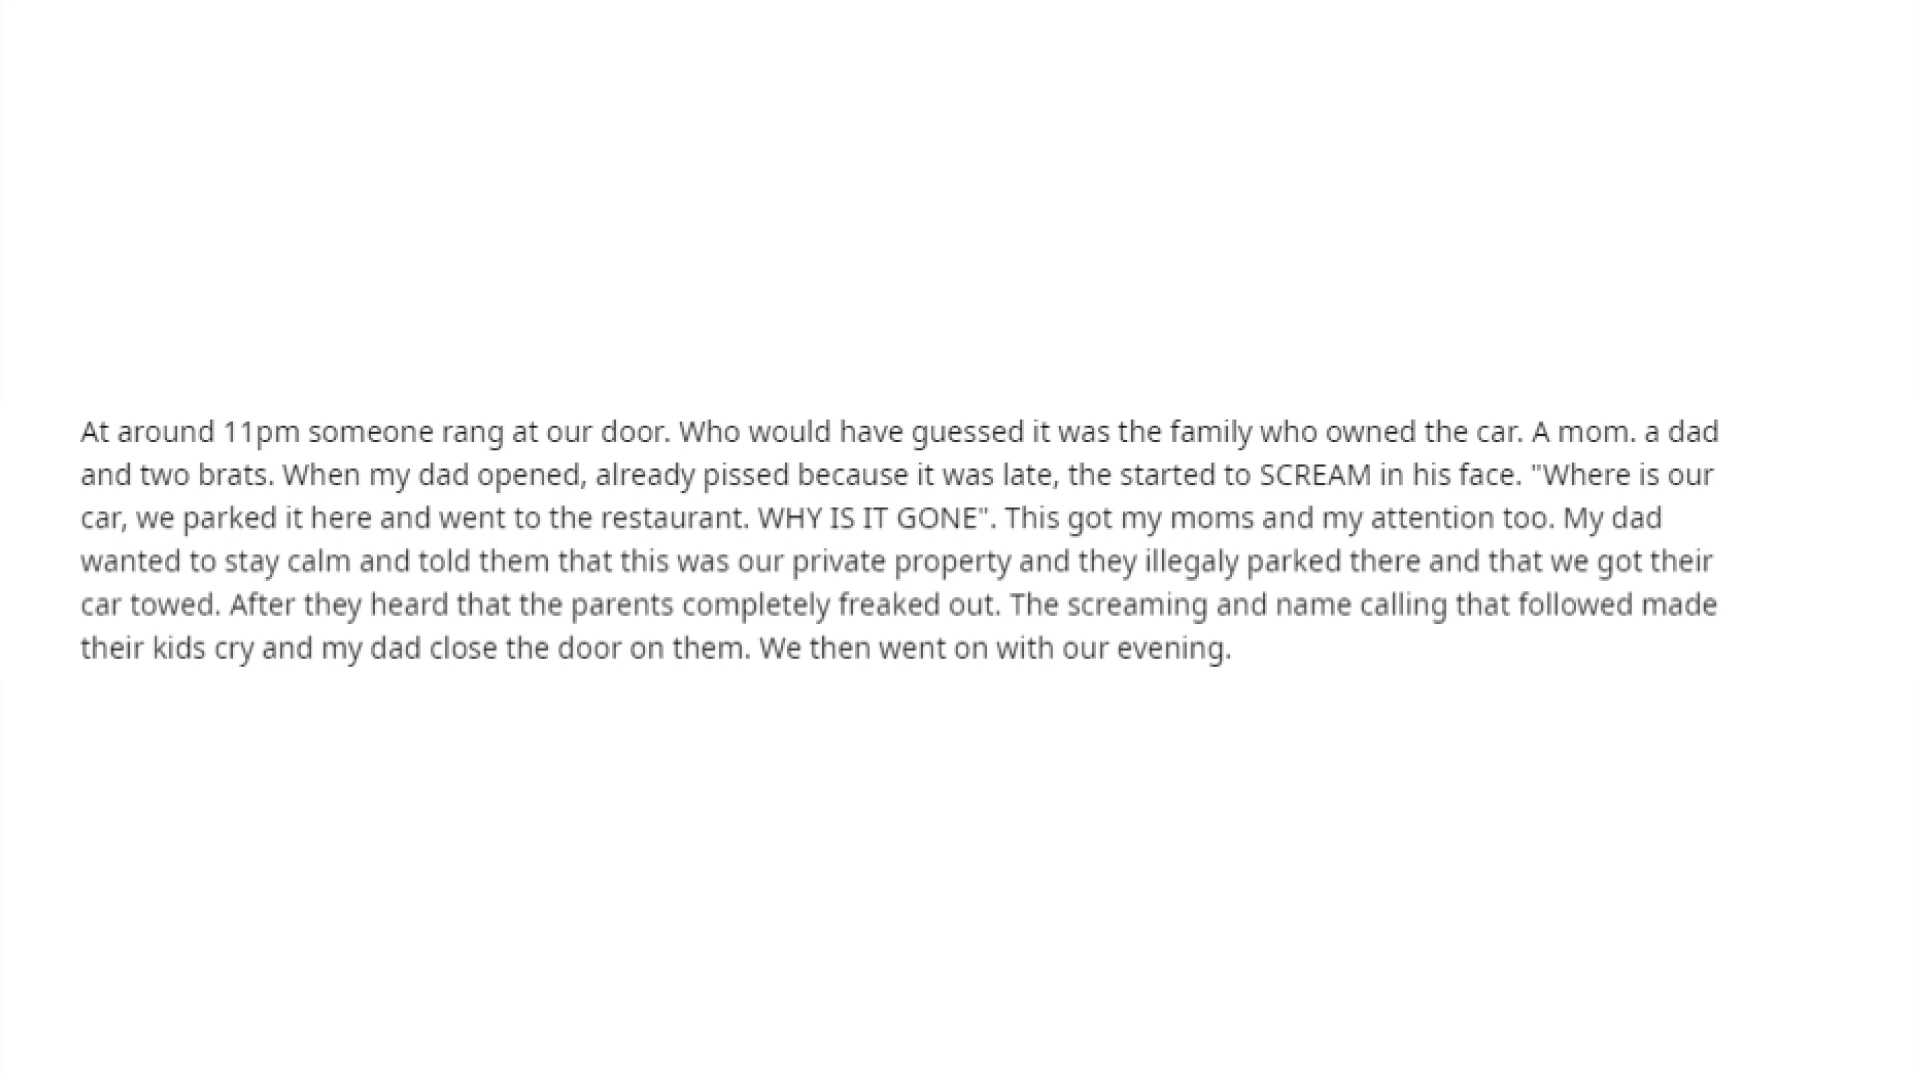 At around 11pm someone rang at our door. Who would have guessed it was the family who owned the car. A mom. a dad
and two brats. When my dad opened, already pissed because it was late, the started to SCREAM in his face. "Where is our
car, we parked it here and went to the restaurant. WHY IS IT GONE". This got my moms and my attention too. My dad
wanted to stay calm and told them that this was our private property and they illegaly parked there and that we got their
car towed. After they heard that the parents completely freaked out. The screaming and name calling that followed made
their kids cry and my dad close the door on them. We then went on with our evening.